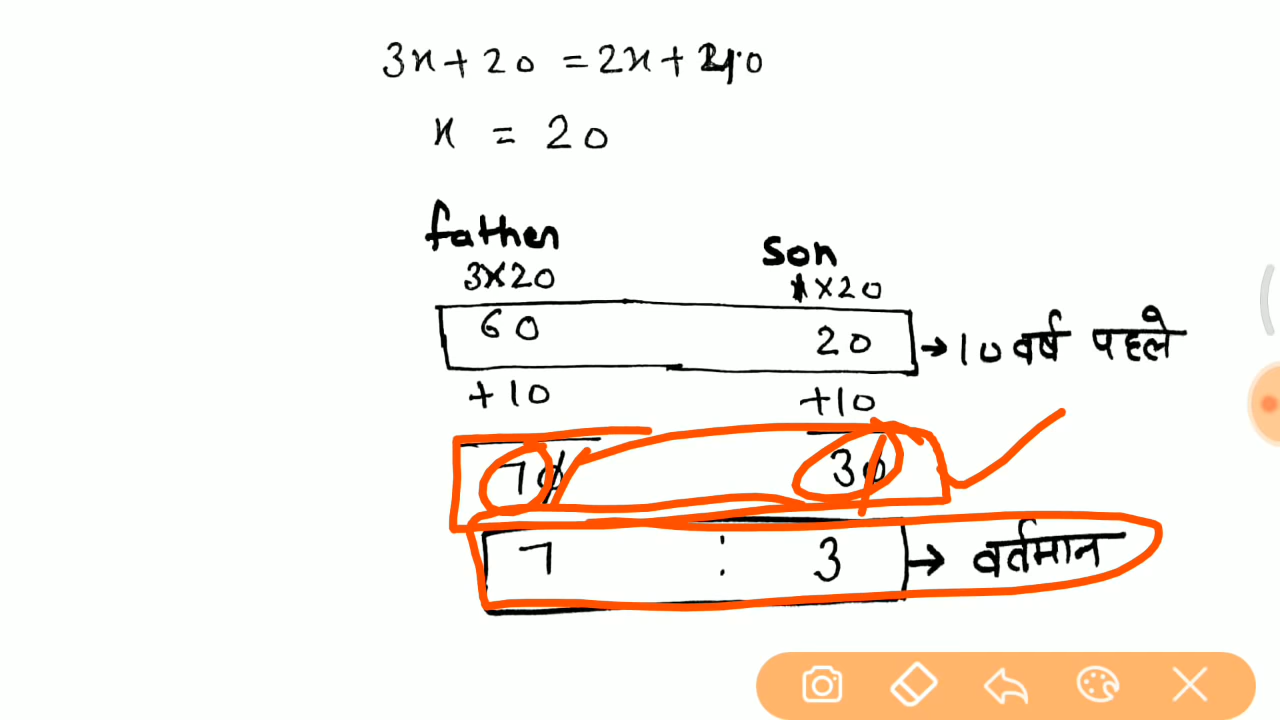 3x + 20 = 2x + 40
x = 20
father son
3×20 1×20
60 20 → 10 वर्ष पहले
+10 +10
70 30
7 : 3 → वर्तमान